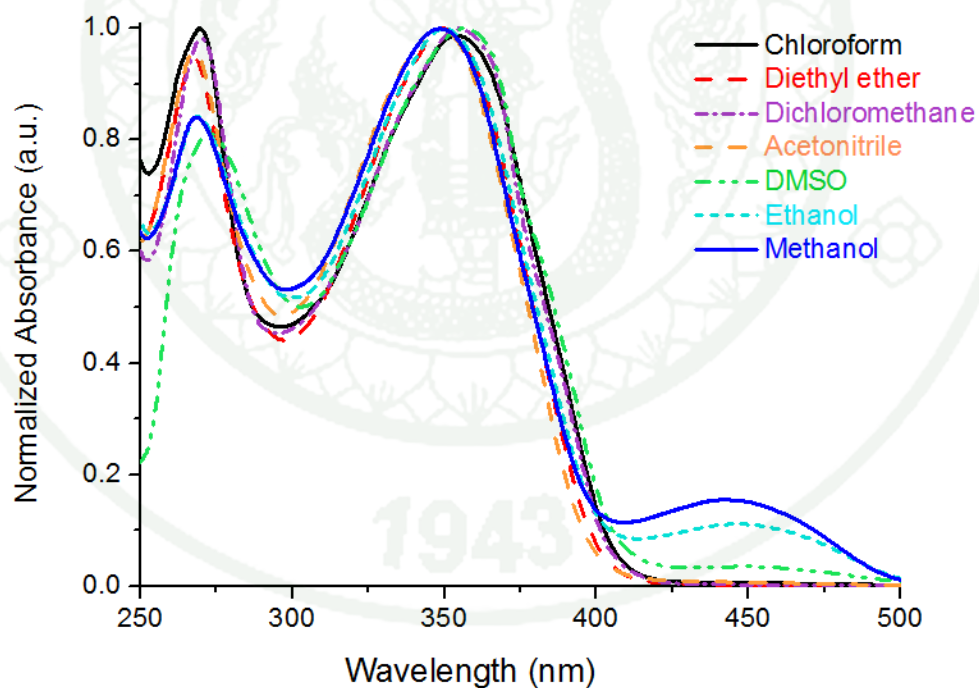 Normalized Absorbance (a.u.)
1.0
0.8
0.6
0.4
0.2
0.0
Chloroform
Diethyl ether
Dichloromethane
Acetonitrile
DMSO
Ethanol
Methanol
1943
250 300 350 400 450 500
Wavelength (nm)